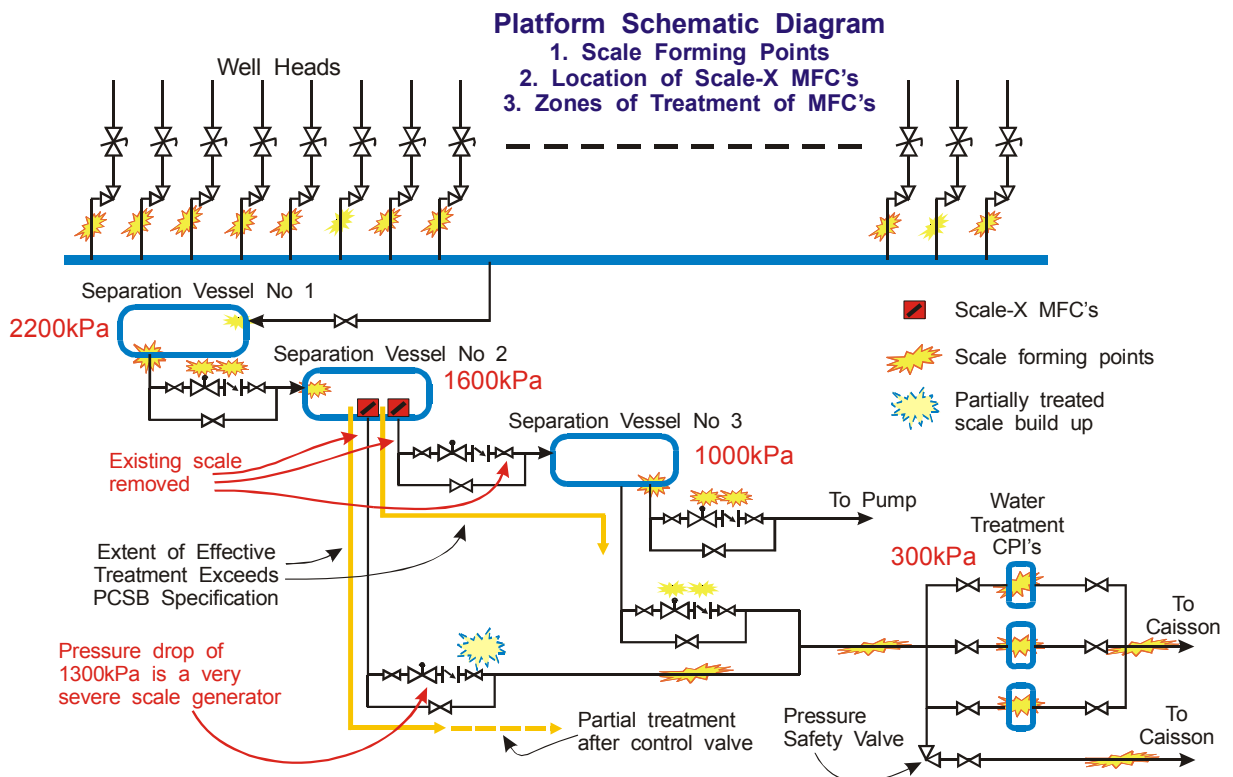 Platform Schematic Diagram
1. Scale Forming Points
2. Location of Scale-X MFC's
3. Zones of Treatment of MFC's
Well Heads
Separation Vessel No 1
2200kPa
Separation Vessel No 2
1600kPa
Separation Vessel No 3
1000kPa
Scale-X MFC's
Scale forming points
Partially treated
scale build up
Existing scale
removed
To Pump
Water
Treatment
CPI's
300kPa
Extent of Effective
Treatment Exceeds
PCSB Specification
To
Caisson
Pressure drop of
1300kPa is a very
severe scale generator
Partial treatment
after control valve
Pressure
Safety Valve
To
Caisson